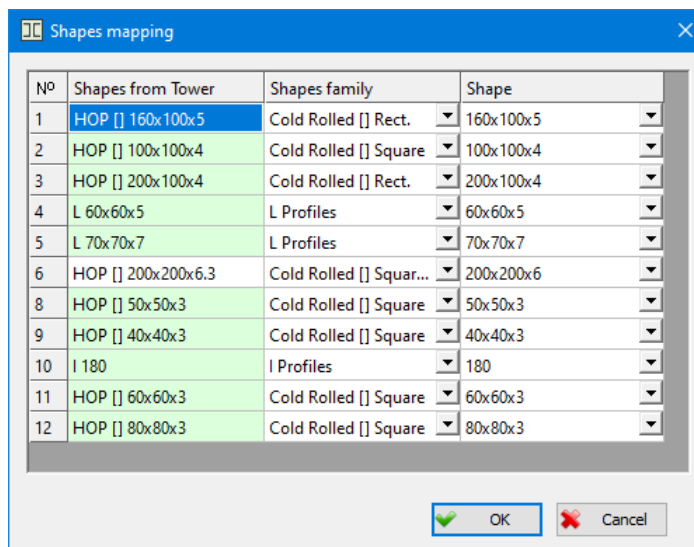 Shapes mapping
Nº Shapes from Tower Shapes family Shape
1 HOP [] 160x100x5 Cold Rolled [] Rect. 160x100x5
2 HOP [] 100x100x4 Cold Rolled [] Square 100x100x4
3 HOP [] 200x100x4 Cold Rolled [] Rect. 200x100x4
4 L 60x60x5 L Profiles 60x60x5
5 L 70x70x7 L Profiles 70x70x7
6 HOP [] 200x200x6.3 Cold Rolled [] Squar... 200x200x6
8 HOP [] 50x50x3 Cold Rolled [] Square 50x50x3
9 HOP [] 40x40x3 Cold Rolled [] Square 40x40x3
10 I 180 I Profiles 180
11 HOP [] 60x60x3 Cold Rolled [] Square 60x60x3
12 HOP [] 80x80x3 Cold Rolled [] Square 80x80x3
OK Cancel